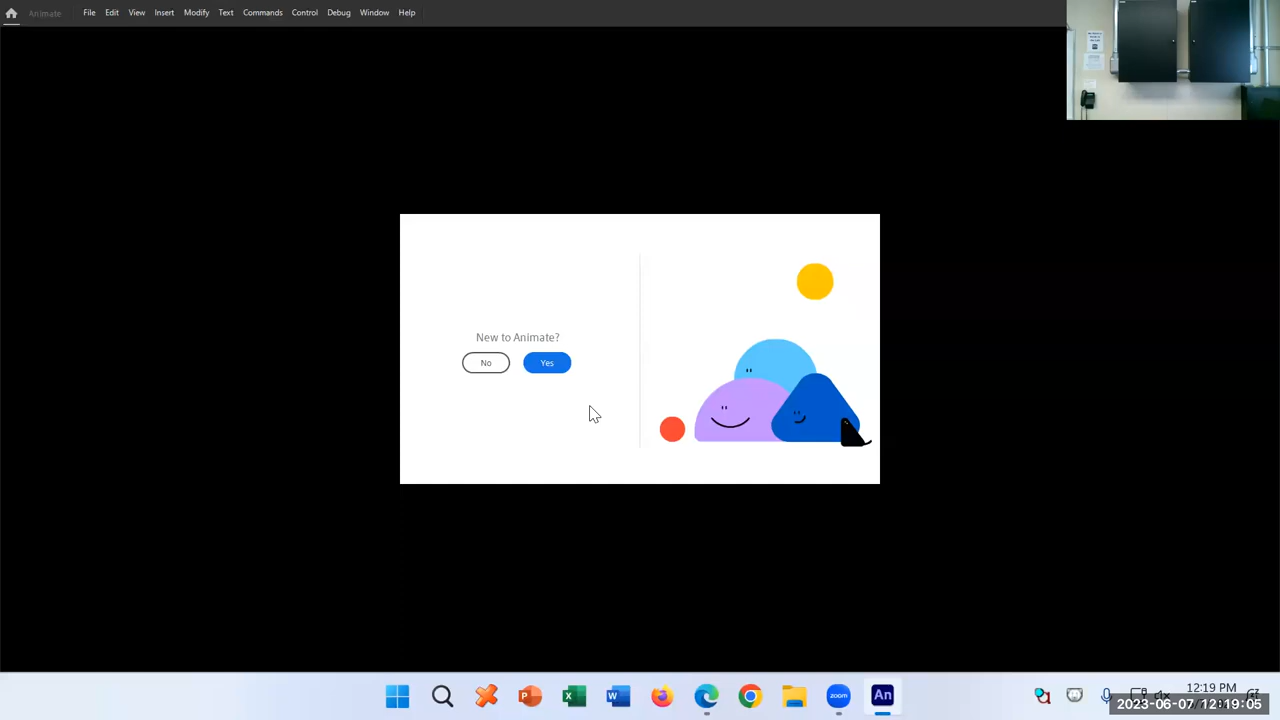 Animate File Edit View Insert Modify Text Commands Control Debug Window Help
New to Animate?
No Yes
zoom An
12:19 PM
2023-06-07 12:19:05